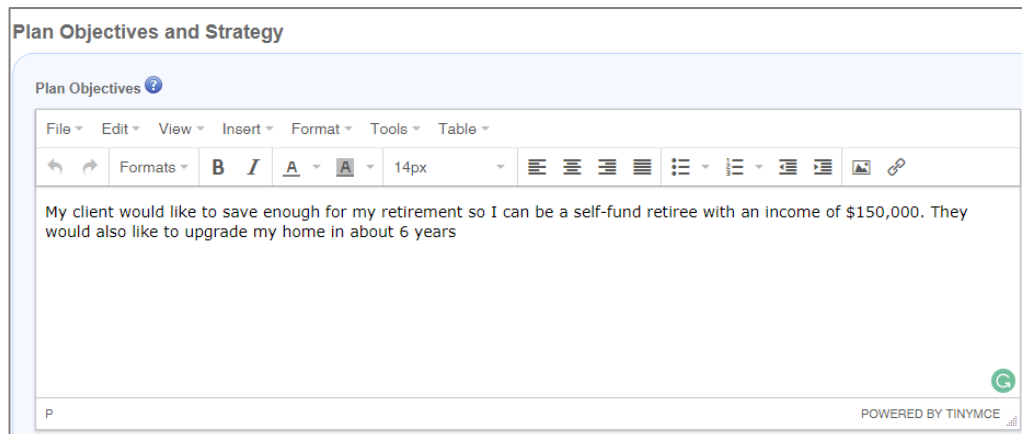 Plan Objectives and Strategy
Plan Objectives ?
File Edit View Insert Format Tools Table
Formats B I A A 14px
My client would like to save enough for my retirement so I can be a self-fund retiree with an income of $150,000. They
would also like to upgrade my home in about 6 years
P POWERED BY TINYMCE